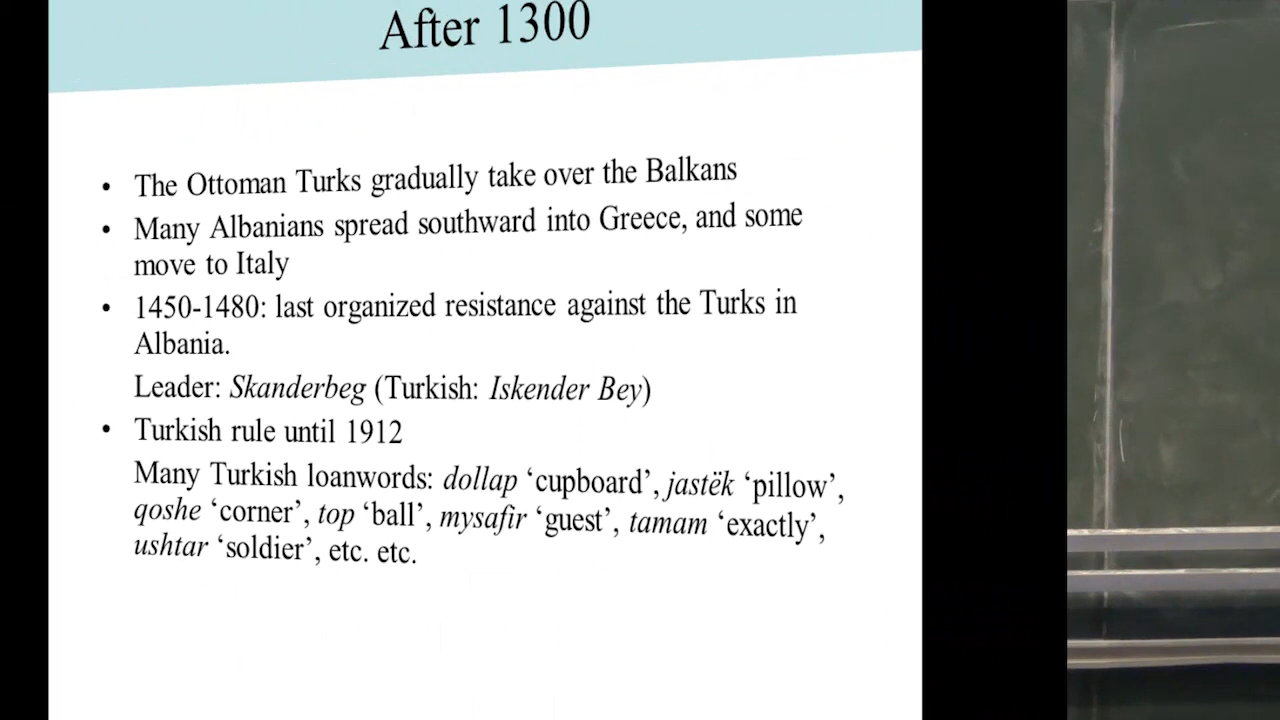 After 1300
• The Ottoman Turks gradually take over the Balkans
• Many Albanians spread southward into Greece, and some
move to Italy
• 1450-1480: last organized resistance against the Turks in
Albania.
Leader: Skanderbeg (Turkish: Iskender Bey)
• Turkish rule until 1912
Many Turkish loanwords: dollap ‘cupboard’, jastëk ‘pillow’,
qoshe ‘corner’, top ‘ball’, mysafir ‘guest’, tamam ‘exactly’,
ushtar ‘soldier’, etc. etc.